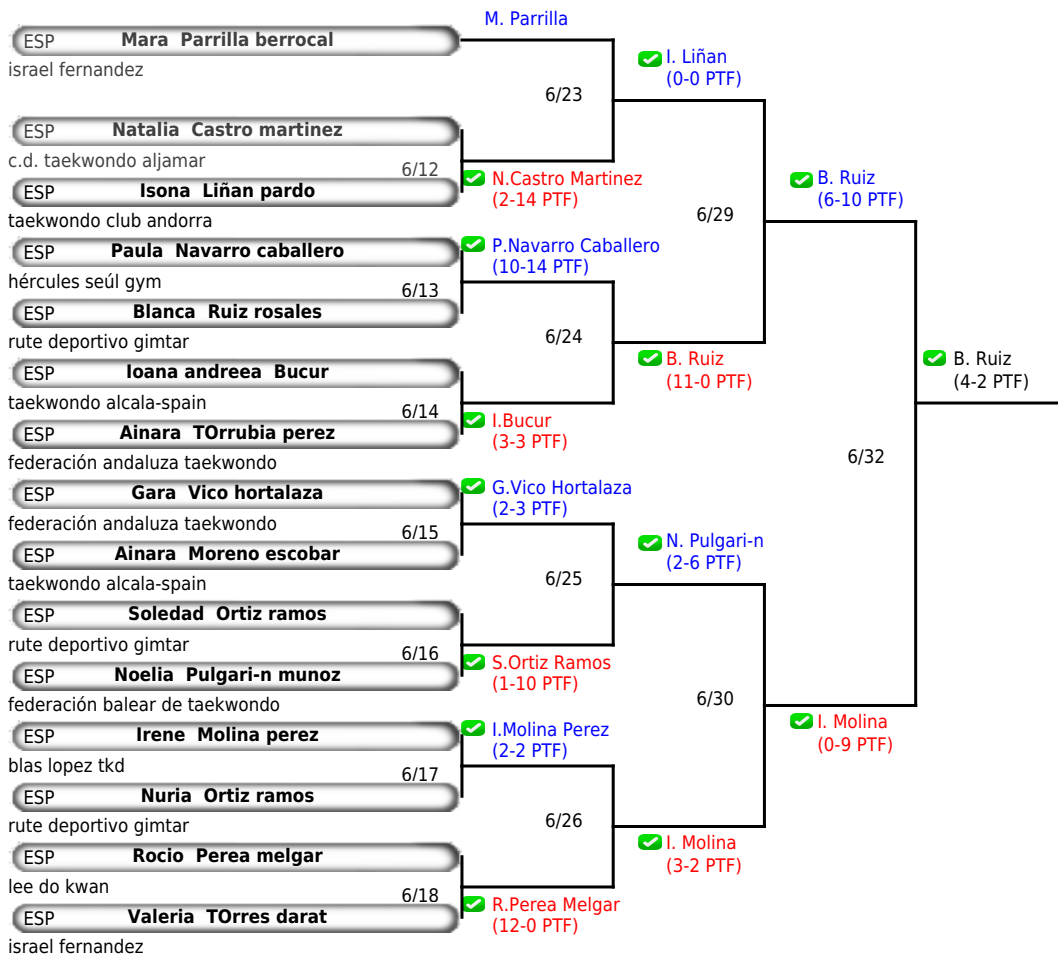 M. Parrilla
ESP Mara Parrilla berrocal
israel fernandez
I. Liñan
(0-0 PTF)
6/23
ESP Natalia Castro martinez
c.d. taekwondo aljamar
6/12
N.Castro Martinez
(2-14 PTF)
ESP Isona Liñan pardo
taekwondo club andorra
B. Ruiz
(6-10 PTF)
6/29
ESP Paula Navarro caballero
hércules seúl gym
P.Navarro Caballero
(10-14 PTF)
6/13
ESP Blanca Ruiz rosales
rute deportivo gimtar
6/24
B. Ruiz
(11-0 PTF)
B. Ruiz
(4-2 PTF)
ESP Ioana andreea Bucur
taekwondo alcala-spain
6/14
I.Bucur
(3-3 PTF)
ESP Ainara TOrrubia perez
federación andaluza taekwondo
6/32
ESP Gara Vico hortalaza
federación andaluza taekwondo
G.Vico Hortalaza
(2-3 PTF)
6/15
ESP Ainara Moreno escobar
taekwondo alcala-spain
N. Pulgari-n
(2-6 PTF)
6/25
ESP Soledad Ortiz ramos
rute deportivo gimtar
6/16
S.Ortiz Ramos
(1-10 PTF)
ESP Noelia Pulgari-n munoz
federación balear de taekwondo
6/30
I. Molina
(0-9 PTF)
ESP Irene Molina perez
blas lopez tkd
I.Molina Perez
(2-2 PTF)
6/17
ESP Nuria Ortiz ramos
rute deportivo gimtar
6/26
I. Molina
(3-2 PTF)
ESP Rocio Perea melgar
lee do kwan
6/18
R.Perea Melgar
(12-0 PTF)
ESP Valeria TOrres darat
israel fernandez